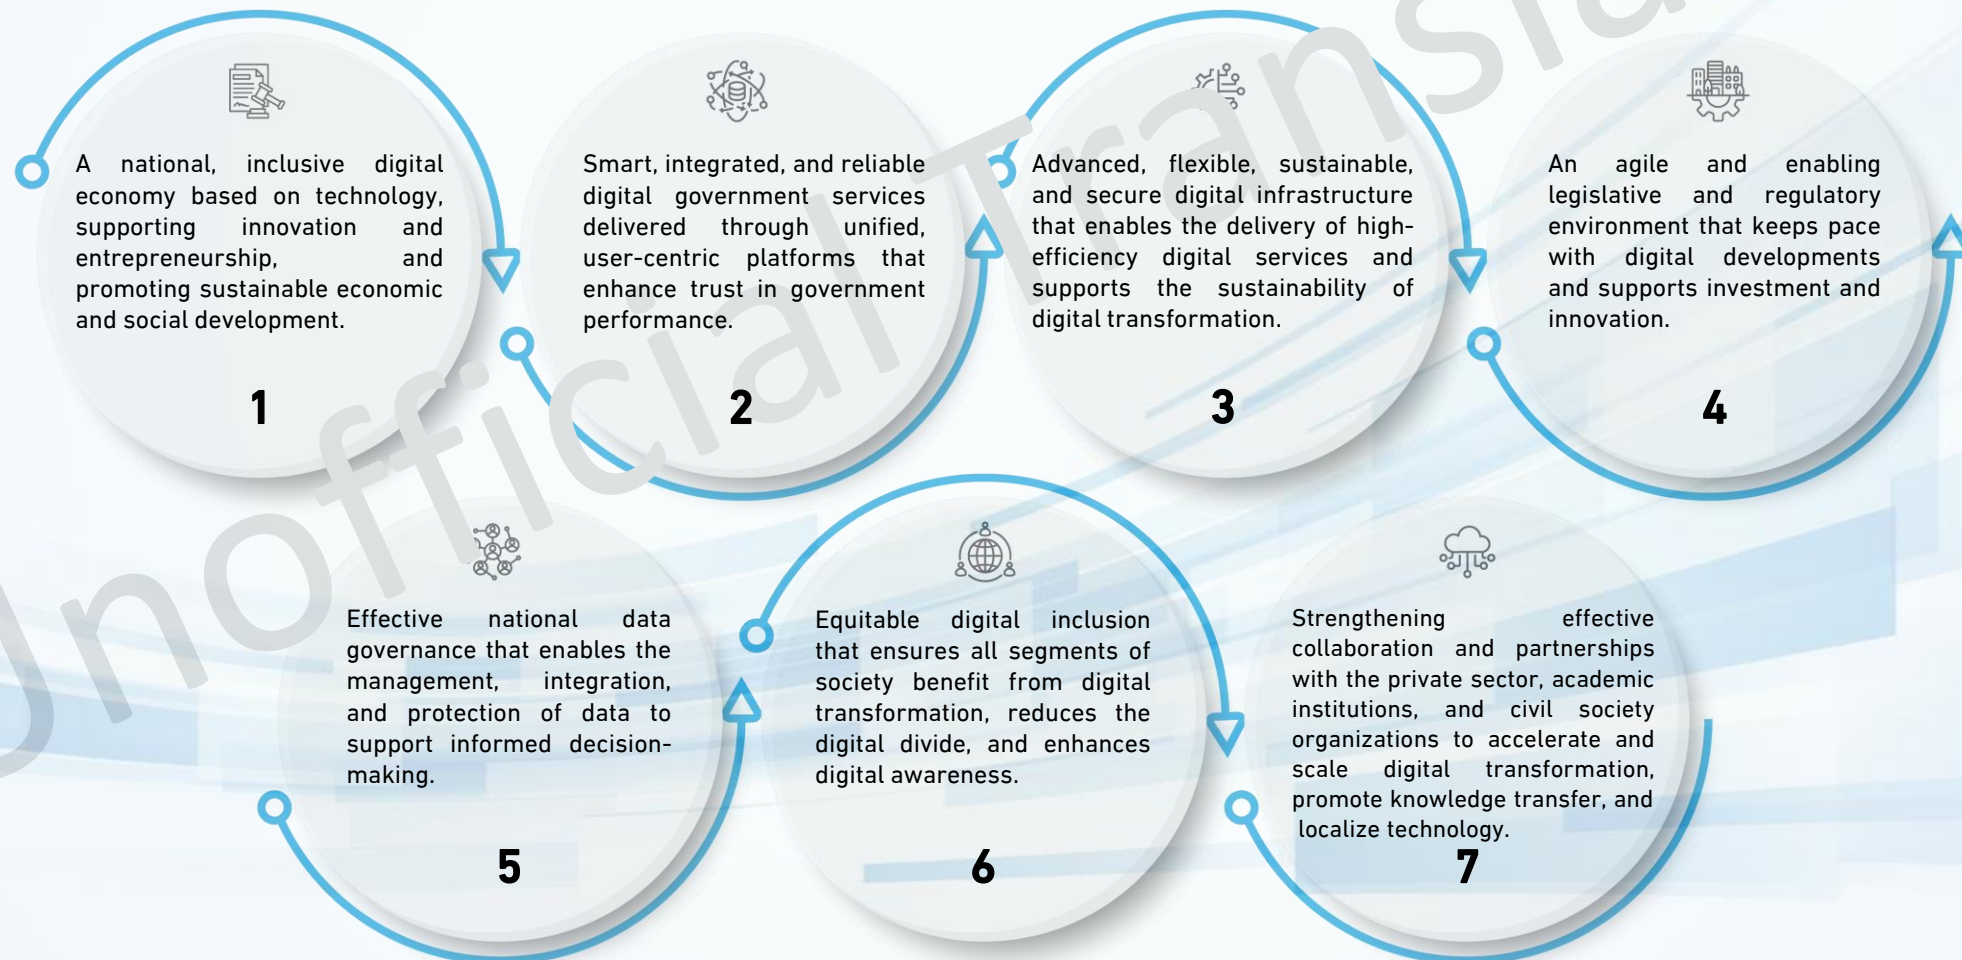 A national, inclusive digital
economy based on technology,
supporting innovation and
entrepreneurship, and
promoting sustainable economic
and social development.
1
Smart, integrated, and reliable
digital government services
delivered through unified,
user-centric platforms that
enhance trust in government
performance.
2
Advanced, flexible, sustainable,
and secure digital infrastructure
that enables the delivery of high-
efficiency digital services and
supports the sustainability of
digital transformation.
3
An agile and enabling
legislative and regulatory
environment that keeps pace
with digital developments
and supports investment and
innovation.
4
Effective national data
governance that enables the
management, integration,
and protection of data to
support informed decision-
making.
5
Equitable digital inclusion
that ensures all segments of
society benefit from digital
transformation, reduces the
digital divide, and enhances
digital awareness.
6
Strengthening effective
collaboration and partnerships
with the private sector, academic
institutions, and civil society
organizations to accelerate and
scale digital transformation,
promote knowledge transfer, and
localize technology.
7
Unofficial